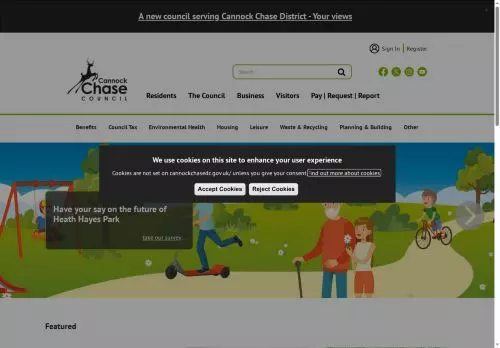 A new council serving Cannock Chase District - Your views
Sign In | Register
Cannock
Chase
COUNCIL
Search
Residents The Council Business Visitors Pay | Request | Report
Benefits Council Tax Environmental Health Housing Leisure Waste & Recycling Planning & Building Other
We use cookies on this site to enhance your user experience
Cookies are not set on cannockchasedc.gov.uk/ unless you give your consent Find out more about cookies.
Accept Cookies Reject Cookies
Have your say on the future of
Heath Hayes Park
Take our survey
Featured